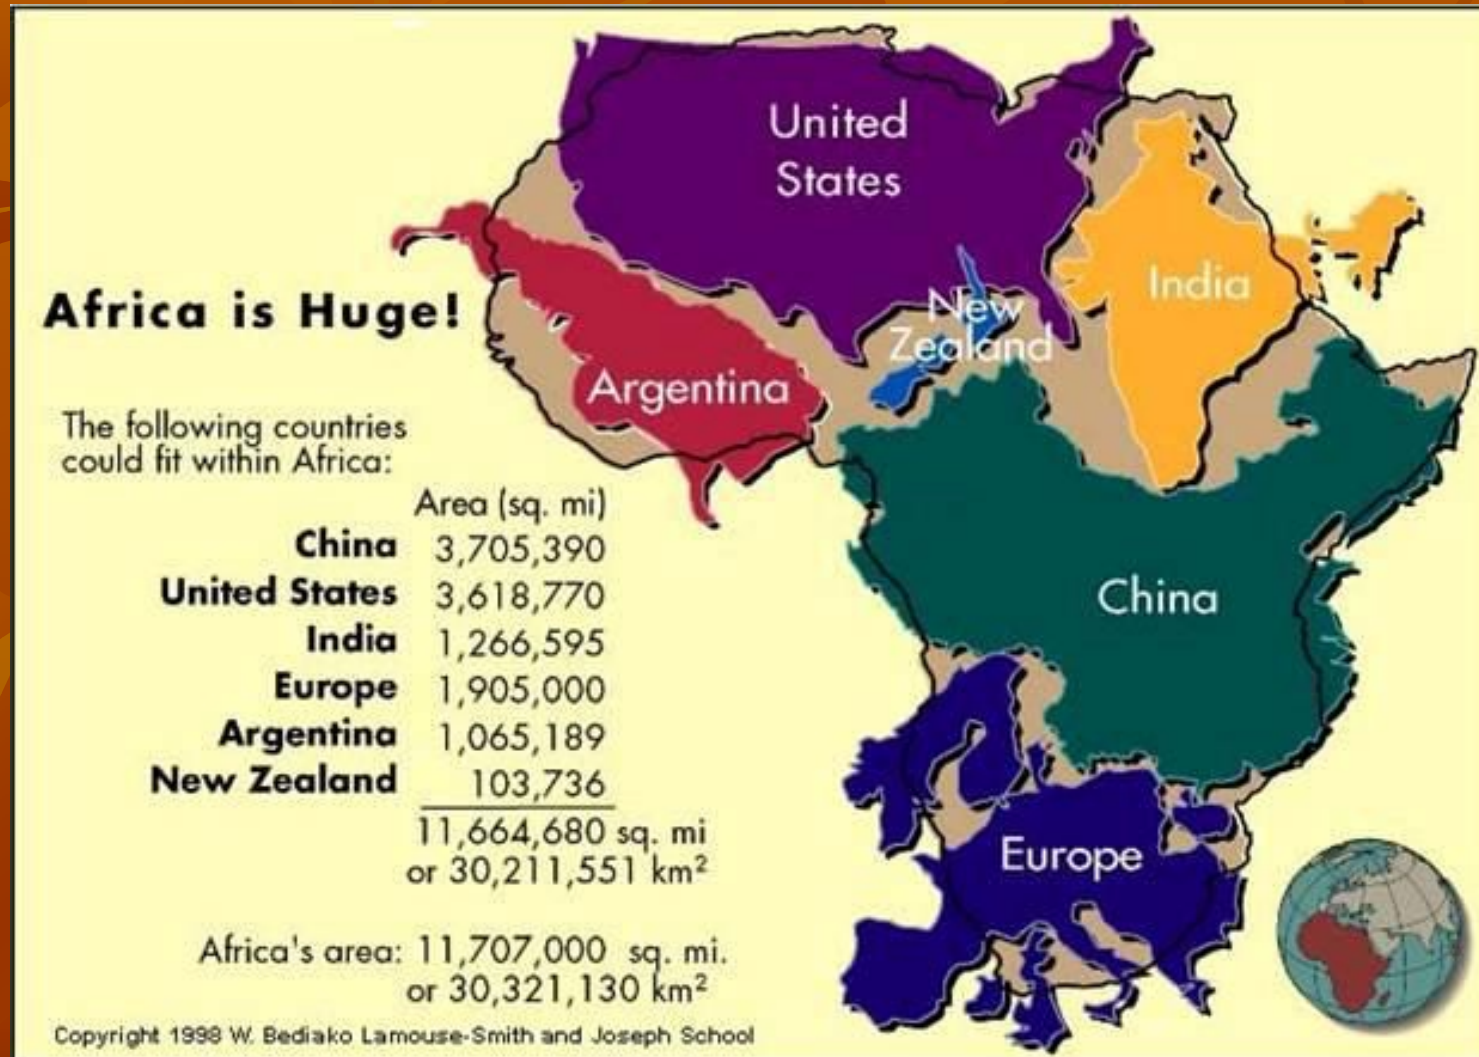 Africa is Huge!
The following countries
could fit within Africa:
Area (sq. mi)
China 3,705,390
United States 3,618,770
India 1,266,595
Europe 1,905,000
Argentina 1,065,189
New Zealand 103,736
11,664,680 sq. mi
or 30,211,551 km²
Africa's area: 11,707,000 sq. mi.
or 30,321,130 km²
Copyright 1998 W. Bediako Lamouse-Smith and Joseph School
United
States
India
New
Zealand
Argentina
China
Europe